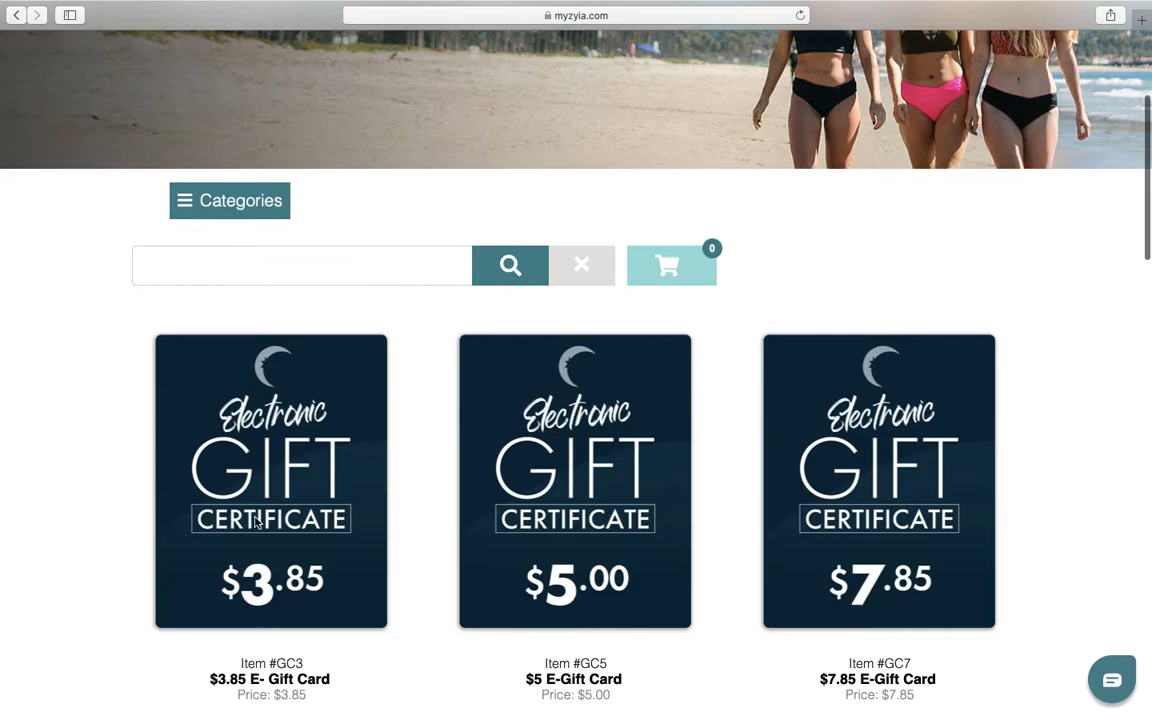 myzyia.com
Categories
0
Electronic
GIFT
CERTIFICATE
$3.85
Electronic
GIFT
CERTIFICATE
$5.00
Electronic
GIFT
CERTIFICATE
$7.85
Item #GC3
$3.85 E- Gift Card
Price: $3.85
Item #GC5
$5 E-Gift Card
Price: $5.00
Item #GC7
$7.85 E-Gift Card
Price: $7.85